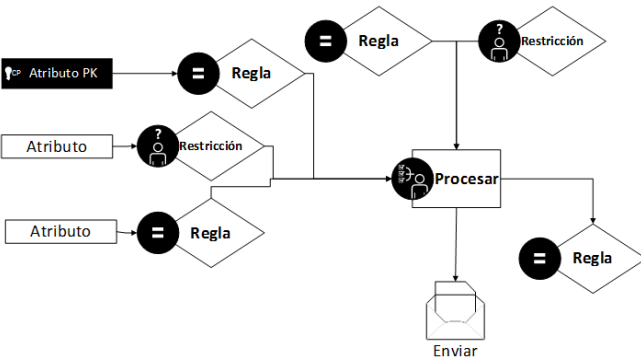 Regla
?
Restricción
CP Atributo PK
Regla
Atributo
?
Restricción
Procesar
Atributo
Regla
Regla
Enviar